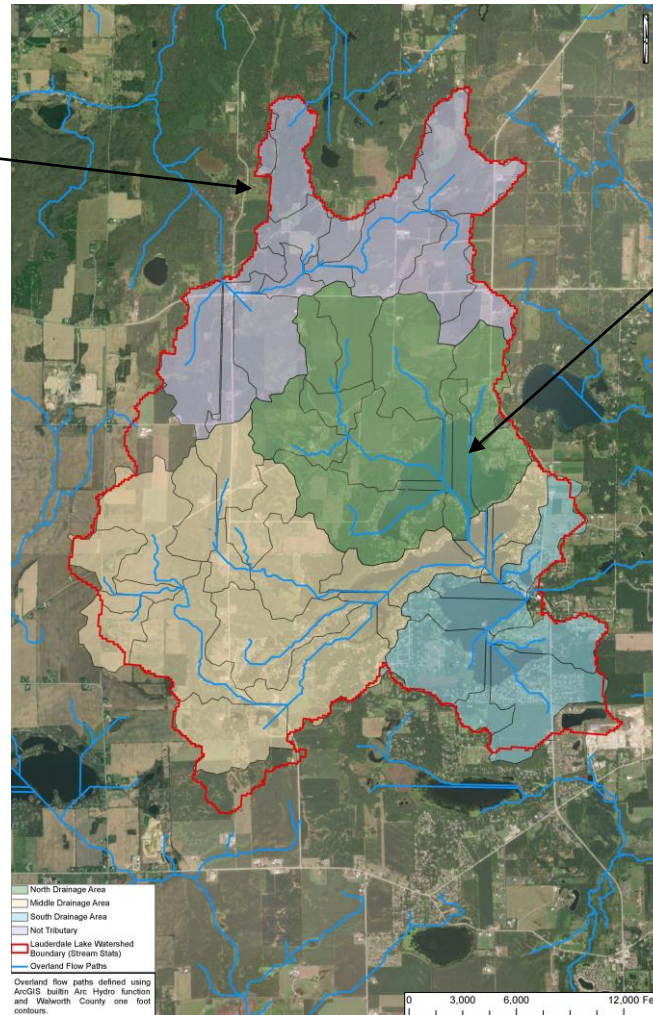 North Drainage Area
Middle Drainage Area
South Drainage Area
Not Tributary
Lauderdale Lake Watershed
Boundary (Stream Stats)
Overland Flow Paths
Overland flow paths defined using
ArcGIS builtin Arc Hydro function
and Walworth County one foot
contours.
0 3,000 6,000 12,000 Fe